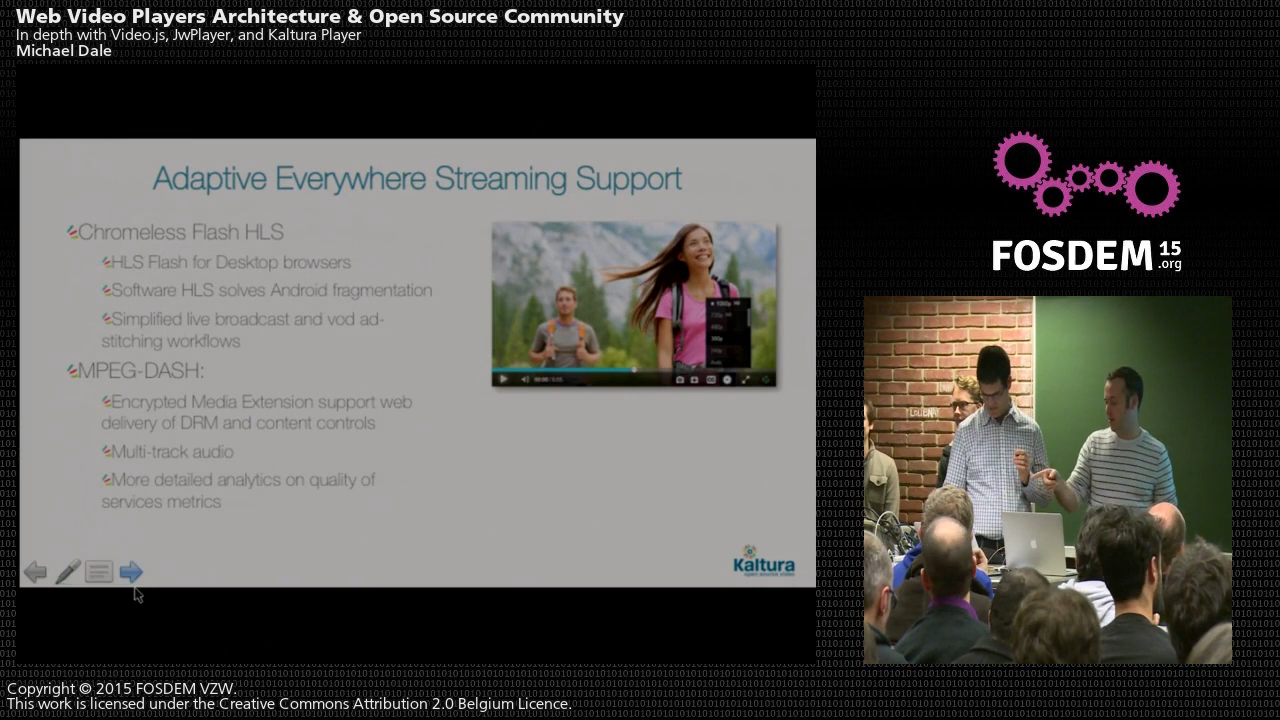 Web Video Players Architecture & Open Source Community
In depth with Video.js, JwPlayer, and Kaltura Player
Michael Dale
Adaptive Everywhere Streaming Support
Chromeless Flash HLS
HLS Flash for Desktop browsers
Software HLS solves Android fragmentation
Simplified live broadcast and vod ad-
stitching workflows
MPEG-DASH:
Encrypted Media Extension support web
delivery of DRM and content controls
Multi-track audio
More detailed analytics on quality of
services metrics
Kaltura
FOSDEM 15
.org
Copyright © 2015 FOSDEM VZW.
This work is licensed under the Creative Commons Attribution 2.0 Belgium Licence.